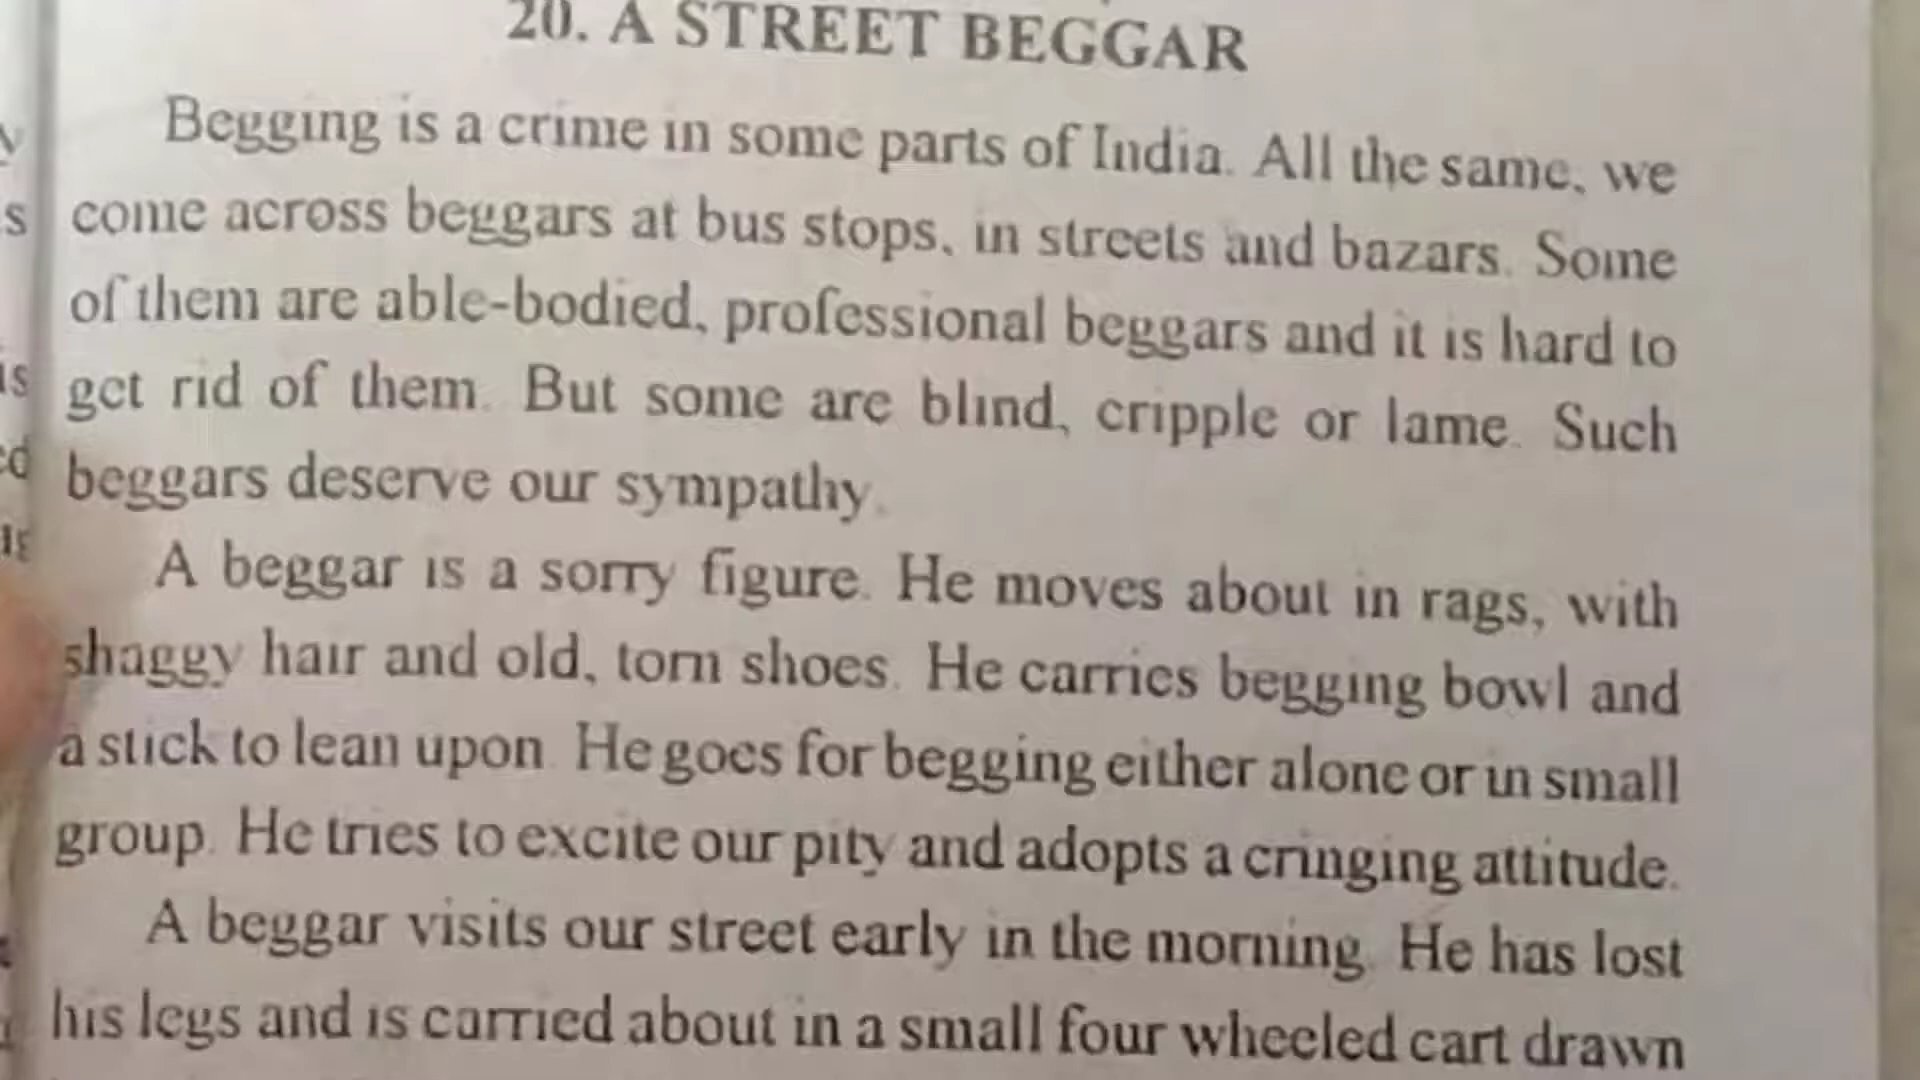 20. A STREET BEGGAR
Begging is a crime in some parts of India. All the same, we
come across beggars at bus stops, in streets and bazars. Some
of them are able-bodied, professional beggars and it is hard to
get rid of them. But some are blind, cripple or lame. Such
beggars deserve our sympathy.
A beggar is a sorry figure. He moves about in rags, with
shaggy hair and old, torn shoes. He carries begging bowl and
a stick to lean upon. He goes for begging either alone or in small
group. He tries to excite our pity and adopts a cringing attitude.
A beggar visits our street early in the morning. He has lost
his legs and is carried about in a small four wheeled cart drawn